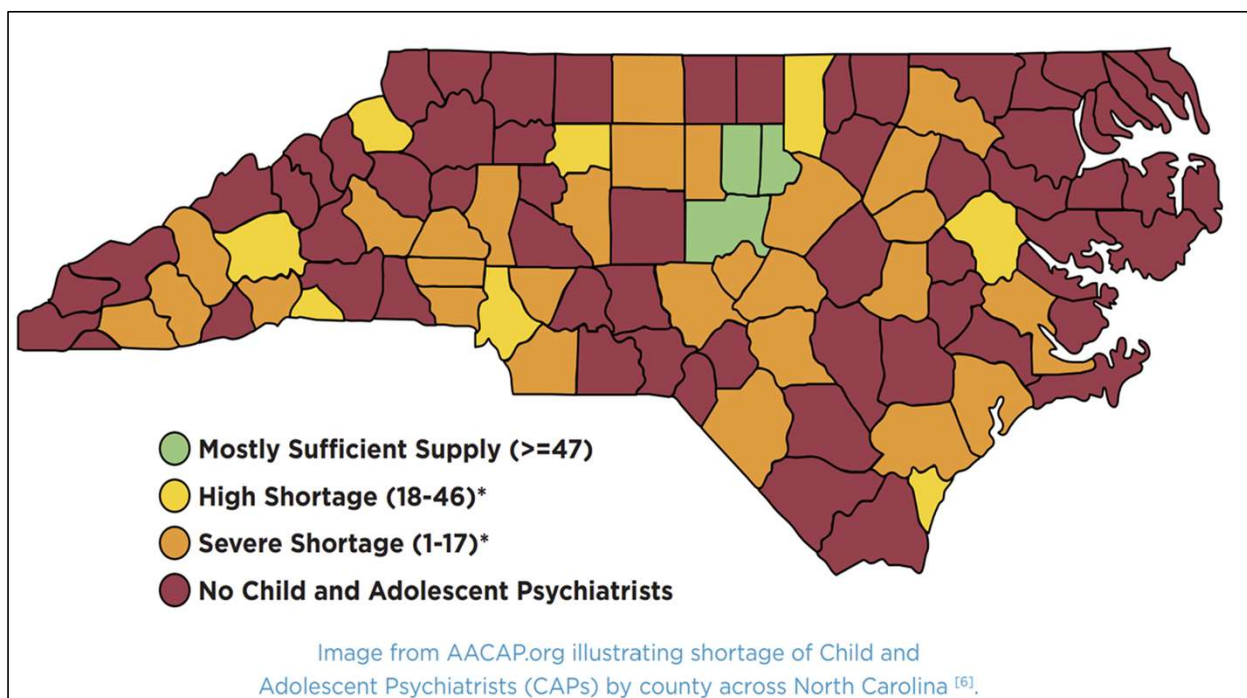 Mostly Sufficient Supply (>=47)
High Shortage (18-46)*
Severe Shortage (1-17)*
No Child and Adolescent Psychiatrists
Image from AACAP.org illustrating shortage of Child and
Adolescent Psychiatrists (CAPs) by county across North Carolina [6].